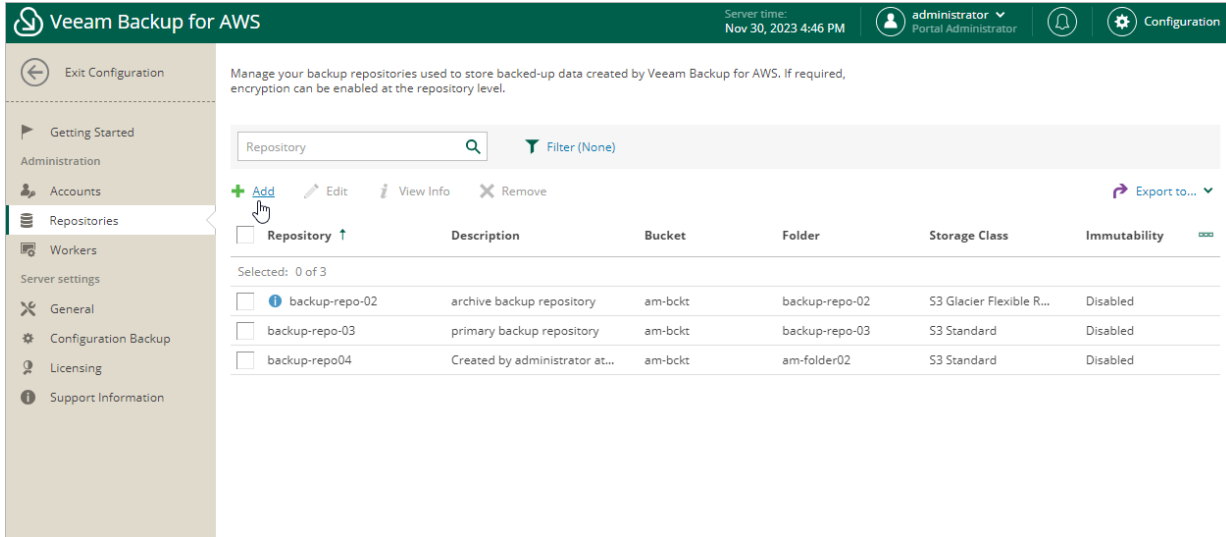 Veeam Backup for AWS
Server time:
Nov 30, 2023 4:46 PM
administrator
Portal Administrator
Configuration
Exit Configuration
Getting Started
Administration
Accounts
Repositories
Workers
Server settings
General
Configuration Backup
Licensing
Support Information
Manage your backup repositories used to store backed-up data created by Veeam Backup for AWS. If required,
encryption can be enabled at the repository level.
Repository
Filter (None)
Add Edit View Info Remove Export to...
Repository Description Bucket Folder Storage Class Immutability
Selected: 0 of 3
backup-repo-02 archive backup repository am-bckt backup-repo-02 S3 Glacier Flexible R... Disabled
backup-repo-03 primary backup repository am-bckt backup-repo-03 S3 Standard Disabled
backup-repo04 Created by administrator at... am-bckt am-folder02 S3 Standard Disabled